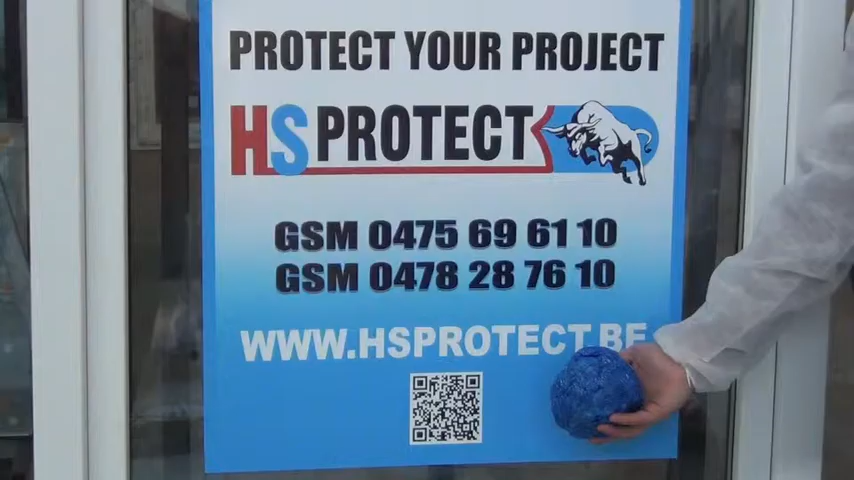 PROTECT YOUR PROJECT
HS PROTECT
GSM 0475 69 61 10
GSM 0478 28 76 10
WWW.HSPROTECT.BE